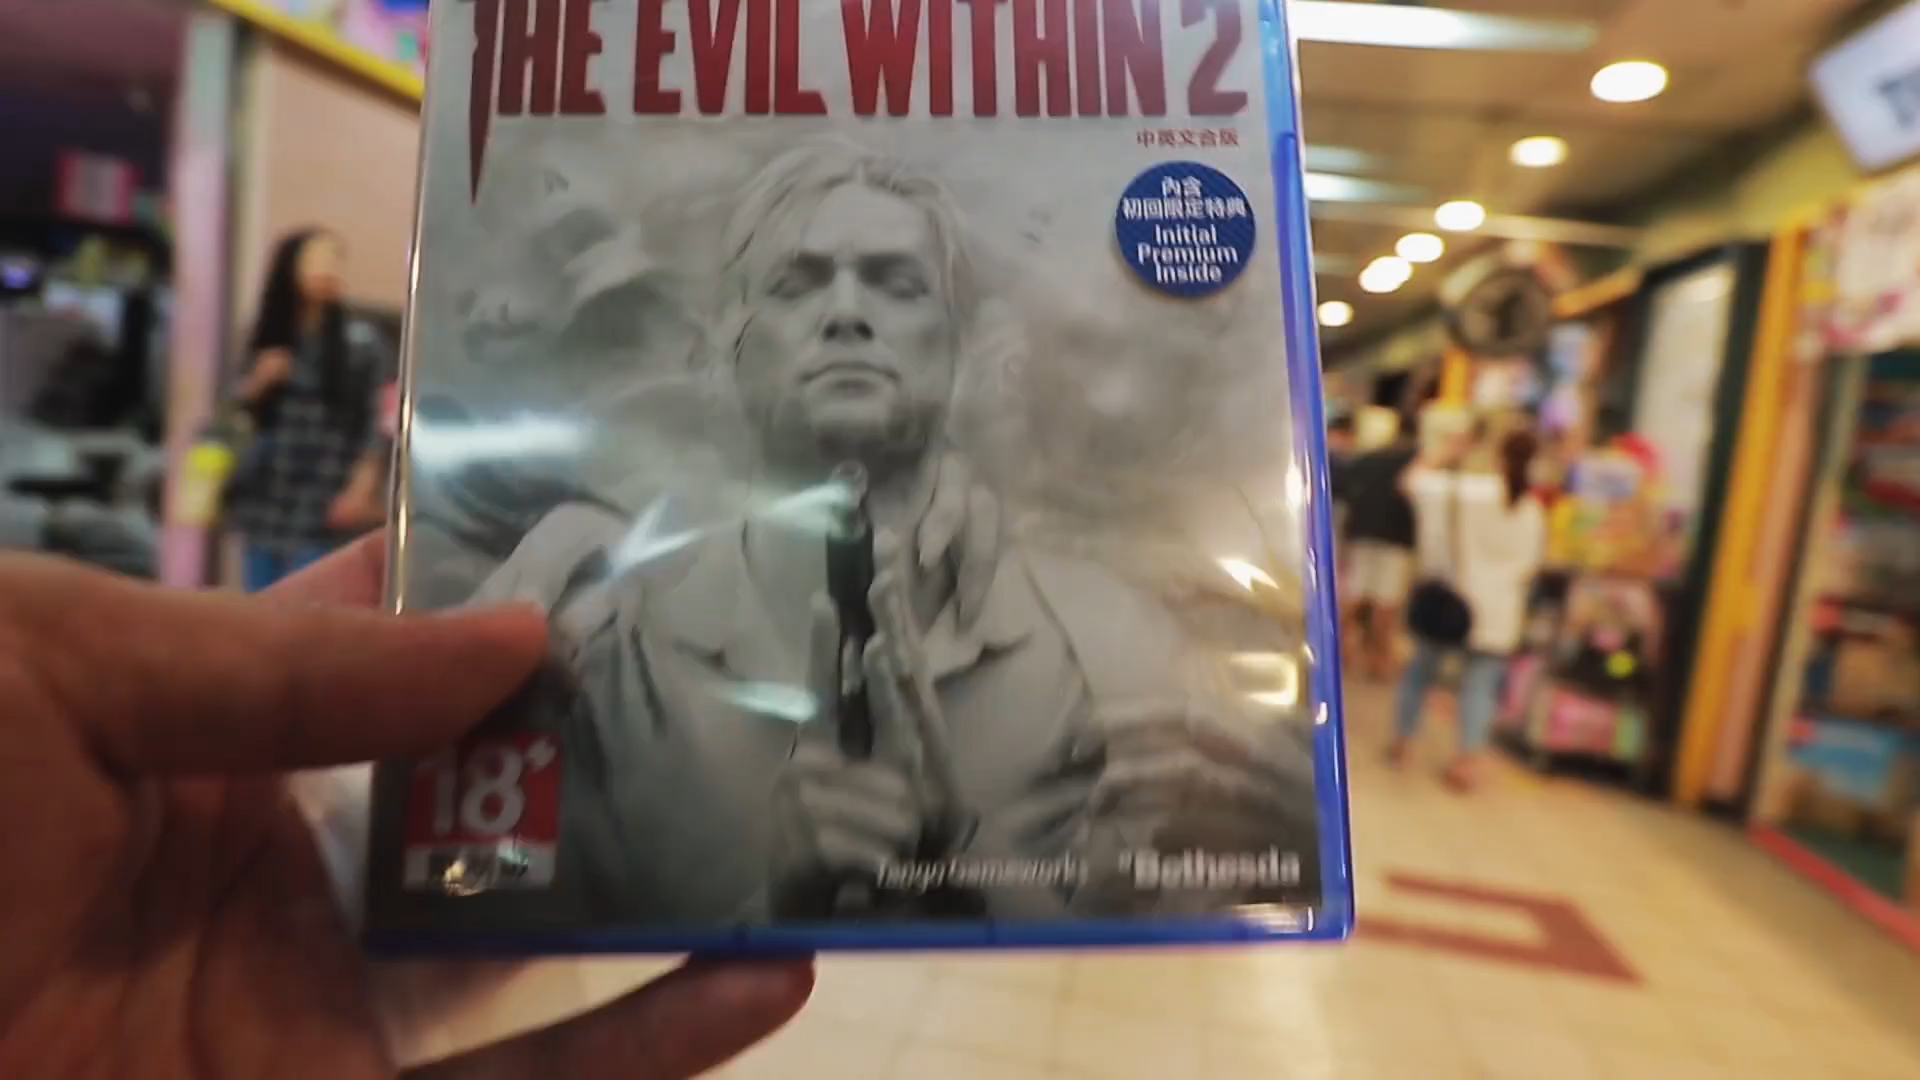 THE EVIL WITHIN 2
中英文合版
內含
初回限定特典
Initial
Premium
Inside
18+
Tango Gameworks
Bethesda